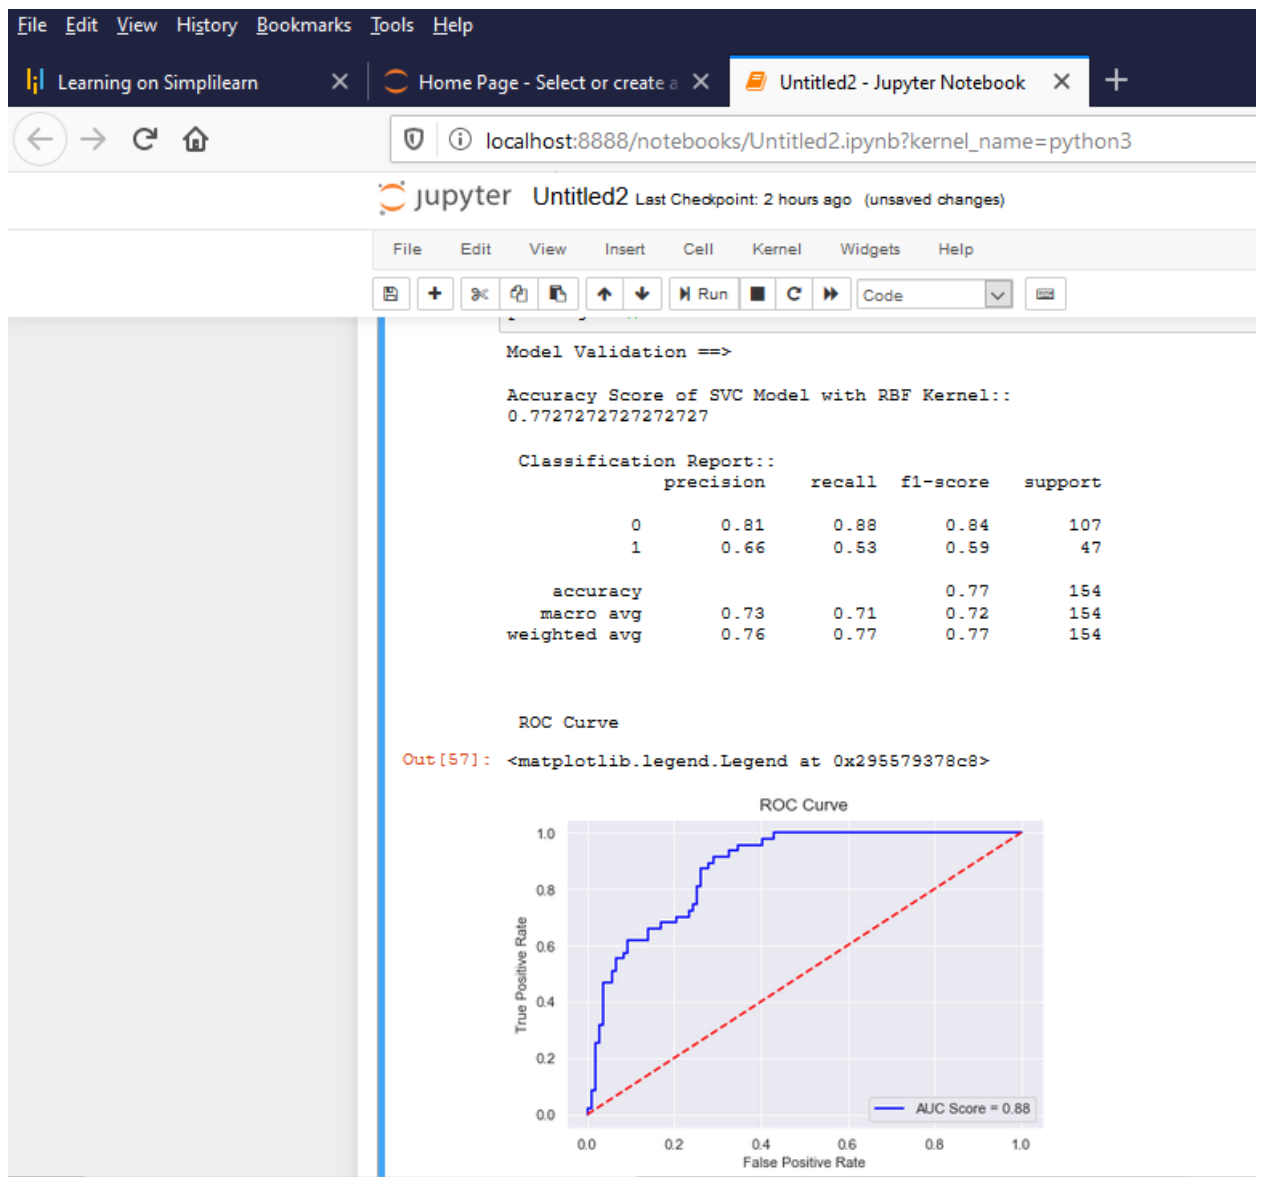 File Edit View History Bookmarks Tools Help
Learning on Simplilearn
Home Page - Select or create a
Untitled2 - Jupyter Notebook
localhost:8888/notebooks/Untitled2.ipynb?kernel_name=python3
jupyter Untitled2 Last Checkpoint: 2 hours ago (unsaved changes)
File Edit View Insert Cell Kernel Widgets Help
Run Code
Model Validation ==>
Accuracy Score of SVC Model with RBF Kernel::
0.7727272727272727
Classification Report::
precision recall f1-score support
0 0.81 0.88 0.84 107
1 0.66 0.53 0.59 47
accuracy 0.77 154
macro avg 0.73 0.71 0.72 154
weighted avg 0.76 0.77 0.77 154
ROC Curve
Out[57]: <matplotlib.legend.Legend at 0x295579378c8>
ROC Curve
1.0
0.8
0.6
0.4
0.2
0.0
True Positive Rate
AUC Score = 0.88
0.0 0.2 0.4 0.6 0.8 1.0
False Positive Rate